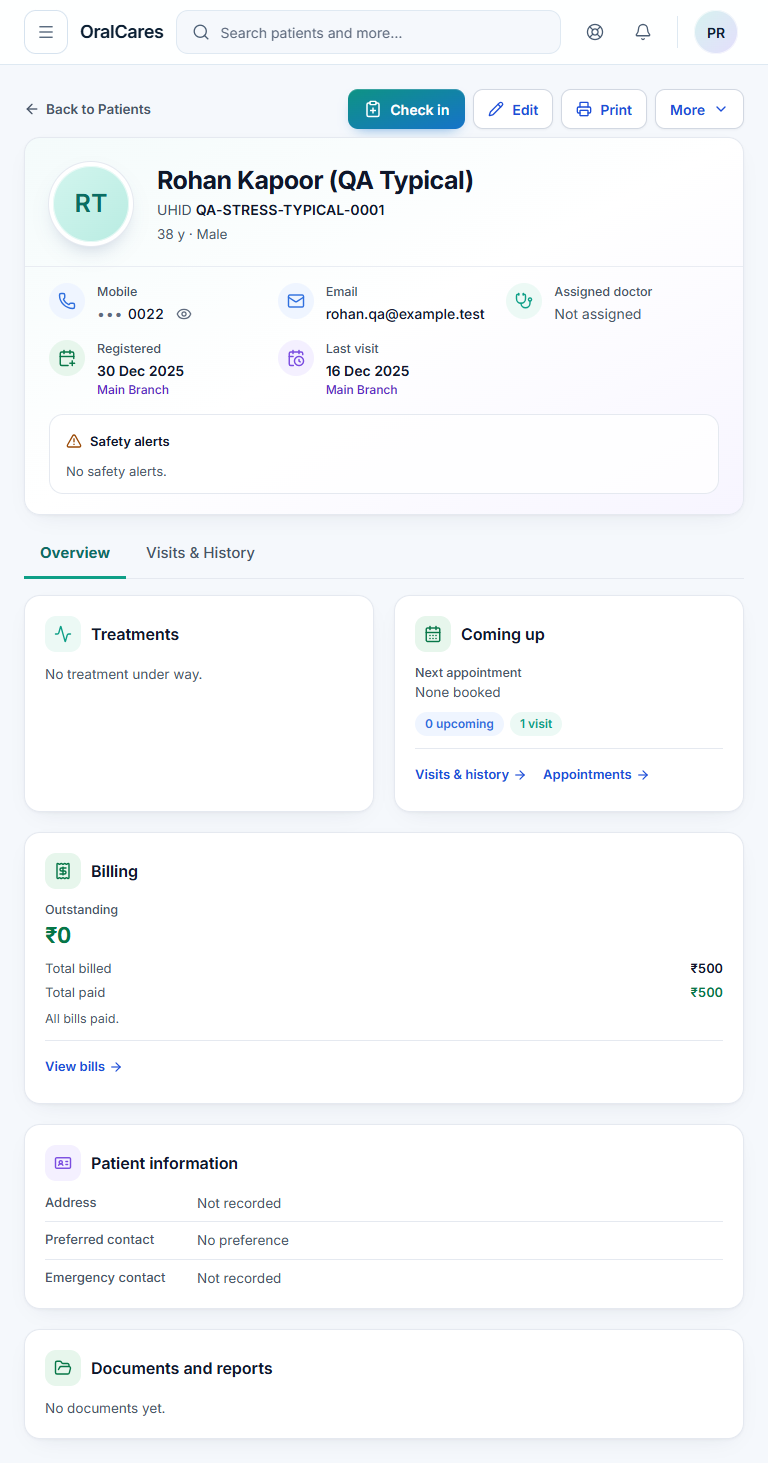 OralCares
Search patients and more...
PR
Back to Patients
Check in
Edit
Print
More
RT
Rohan Kapoor (QA Typical)
UHID QA-STRESS-TYPICAL-0001
38 y · Male
Mobile
••• 0022
Email
rohan.qa@example.test
Assigned doctor
Not assigned
Registered
30 Dec 2025
Main Branch
Last visit
16 Dec 2025
Main Branch
Safety alerts
No safety alerts.
Overview
Visits & History
Treatments
No treatment under way.
Coming up
Next appointment
None booked
0 upcoming
1 visit
Visits & history →
Appointments →
Billing
Outstanding
₹0
Total billed ₹500
Total paid ₹500
All bills paid.
View bills →
Patient information
Address Not recorded
Preferred contact No preference
Emergency contact Not recorded
Documents and reports
No documents yet.